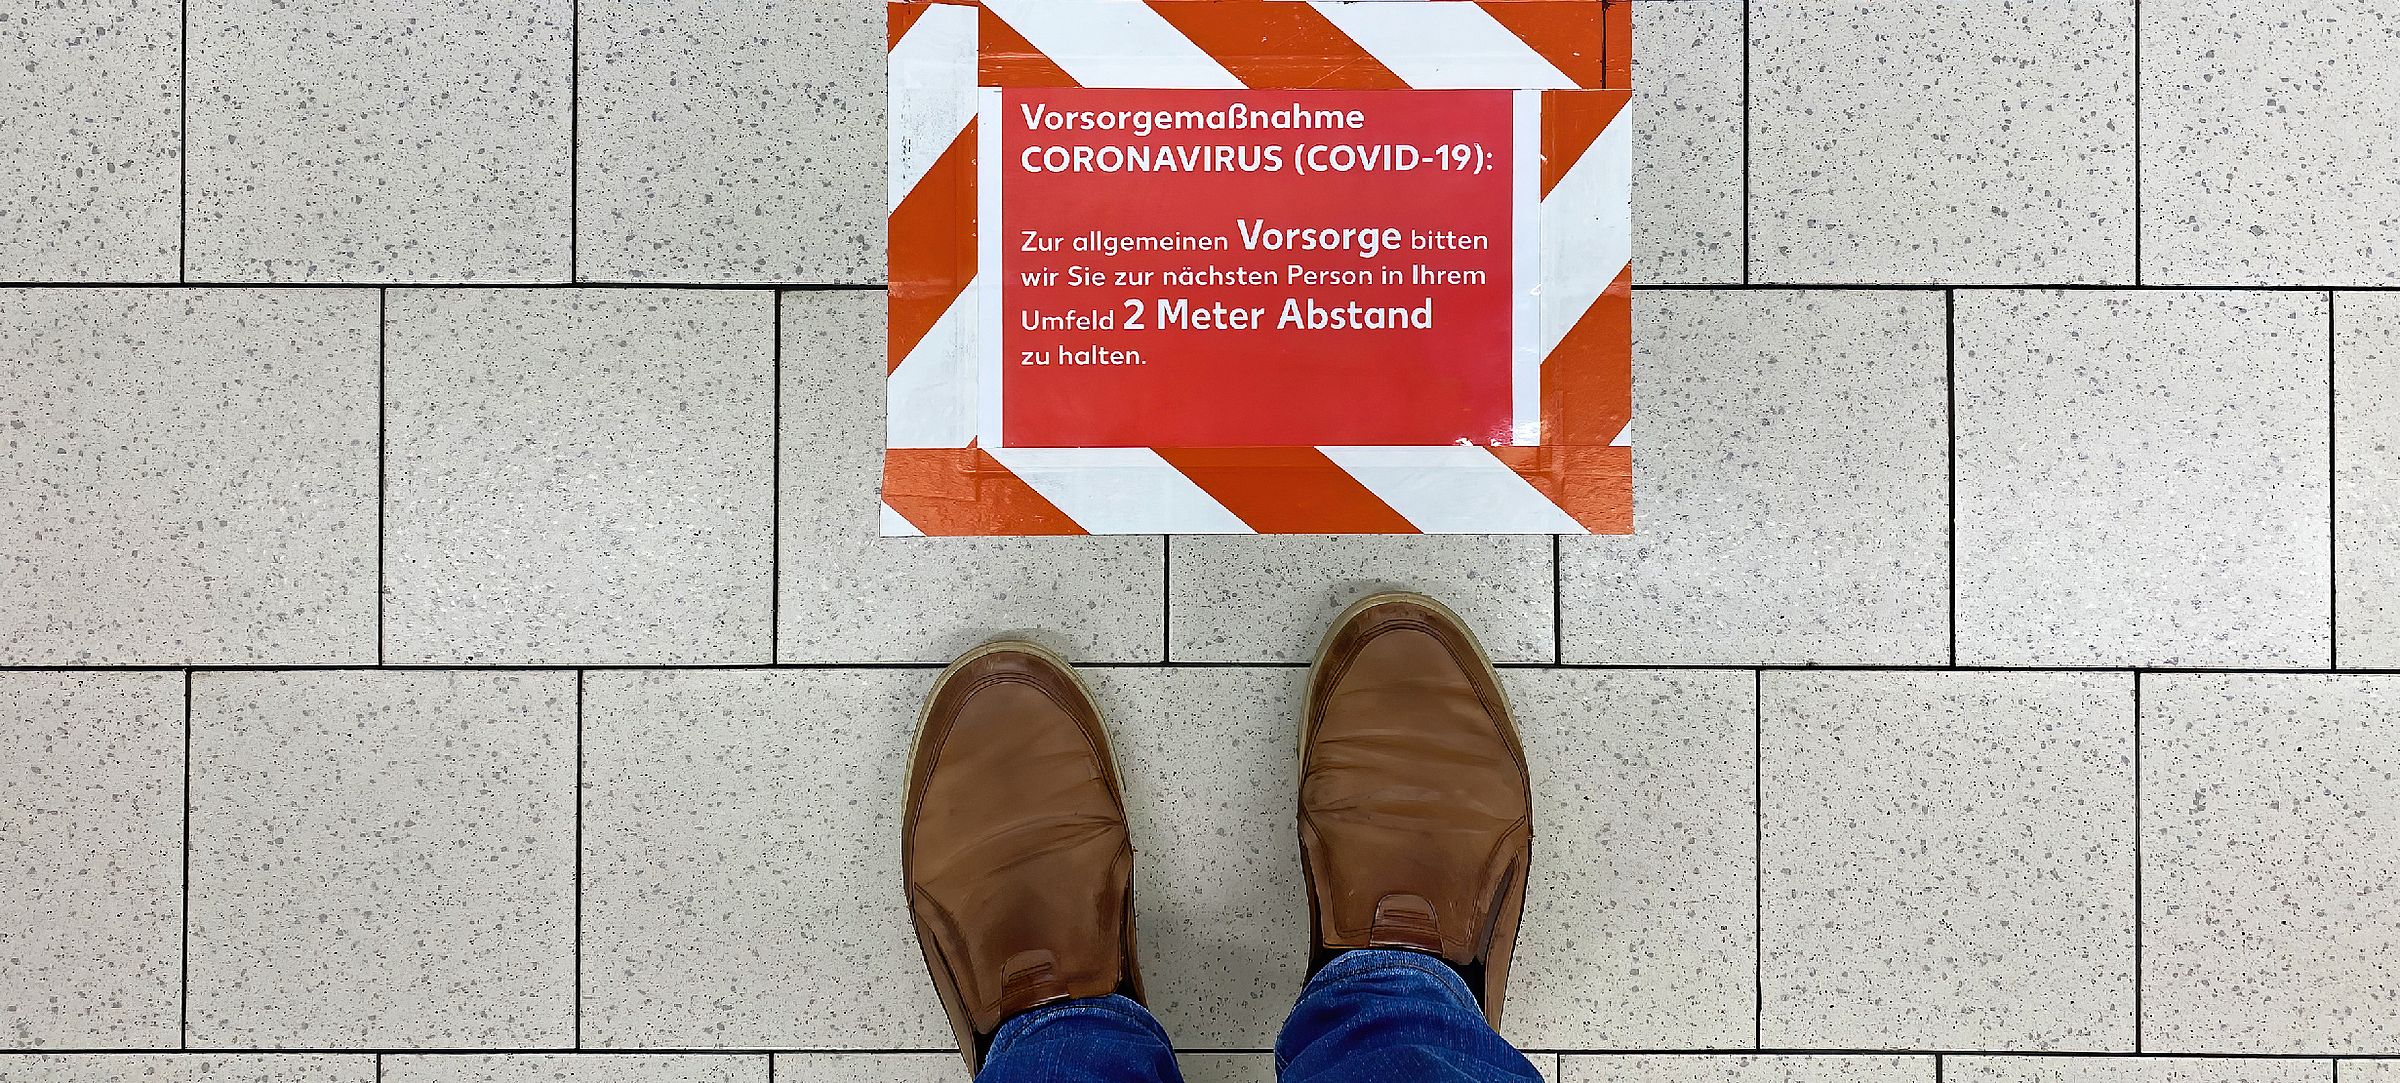 Vorsorgemaßnahme
CORONAVIRUS (COVID-19):
Zur allgemeinen Vorsorge bitten
wir Sie zur nächsten Person in Ihrem
Umfeld 2 Meter Abstand
zu halten.